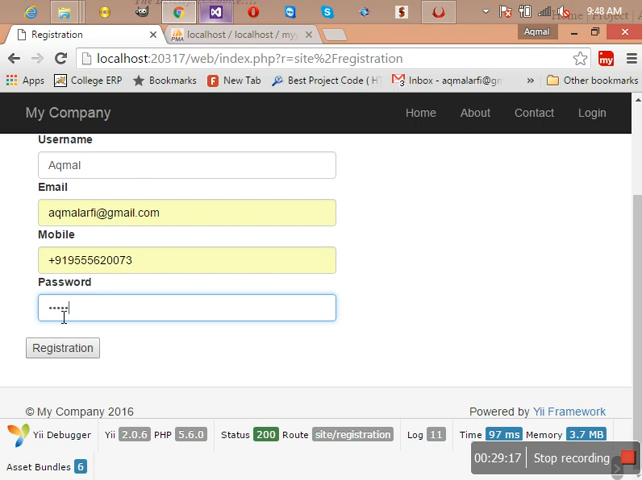 9:48 AM
Home | Project | A
Registration
localhost / localhost / my
Aqmal
localhost:20317/web/index.php?r=site%2Fregistration
Apps College ERP Bookmarks New Tab Best Project Code ( H Inbox - aqmalarfi@gm » Other bookmarks
My Company Home About Contact Login
Username
Aqmal
Email
aqmalarfi@gmail.com
Mobile
+919555620073
Password
•••••
Registration
© My Company 2016 Powered by Yii Framework
Yii Debugger Yii 2.0.6 PHP 5.6.0 Status 200 Route site/registration Log 11 Time 97 ms Memory 3.7 MB
Asset Bundles 6
00:29:17 Stop recording